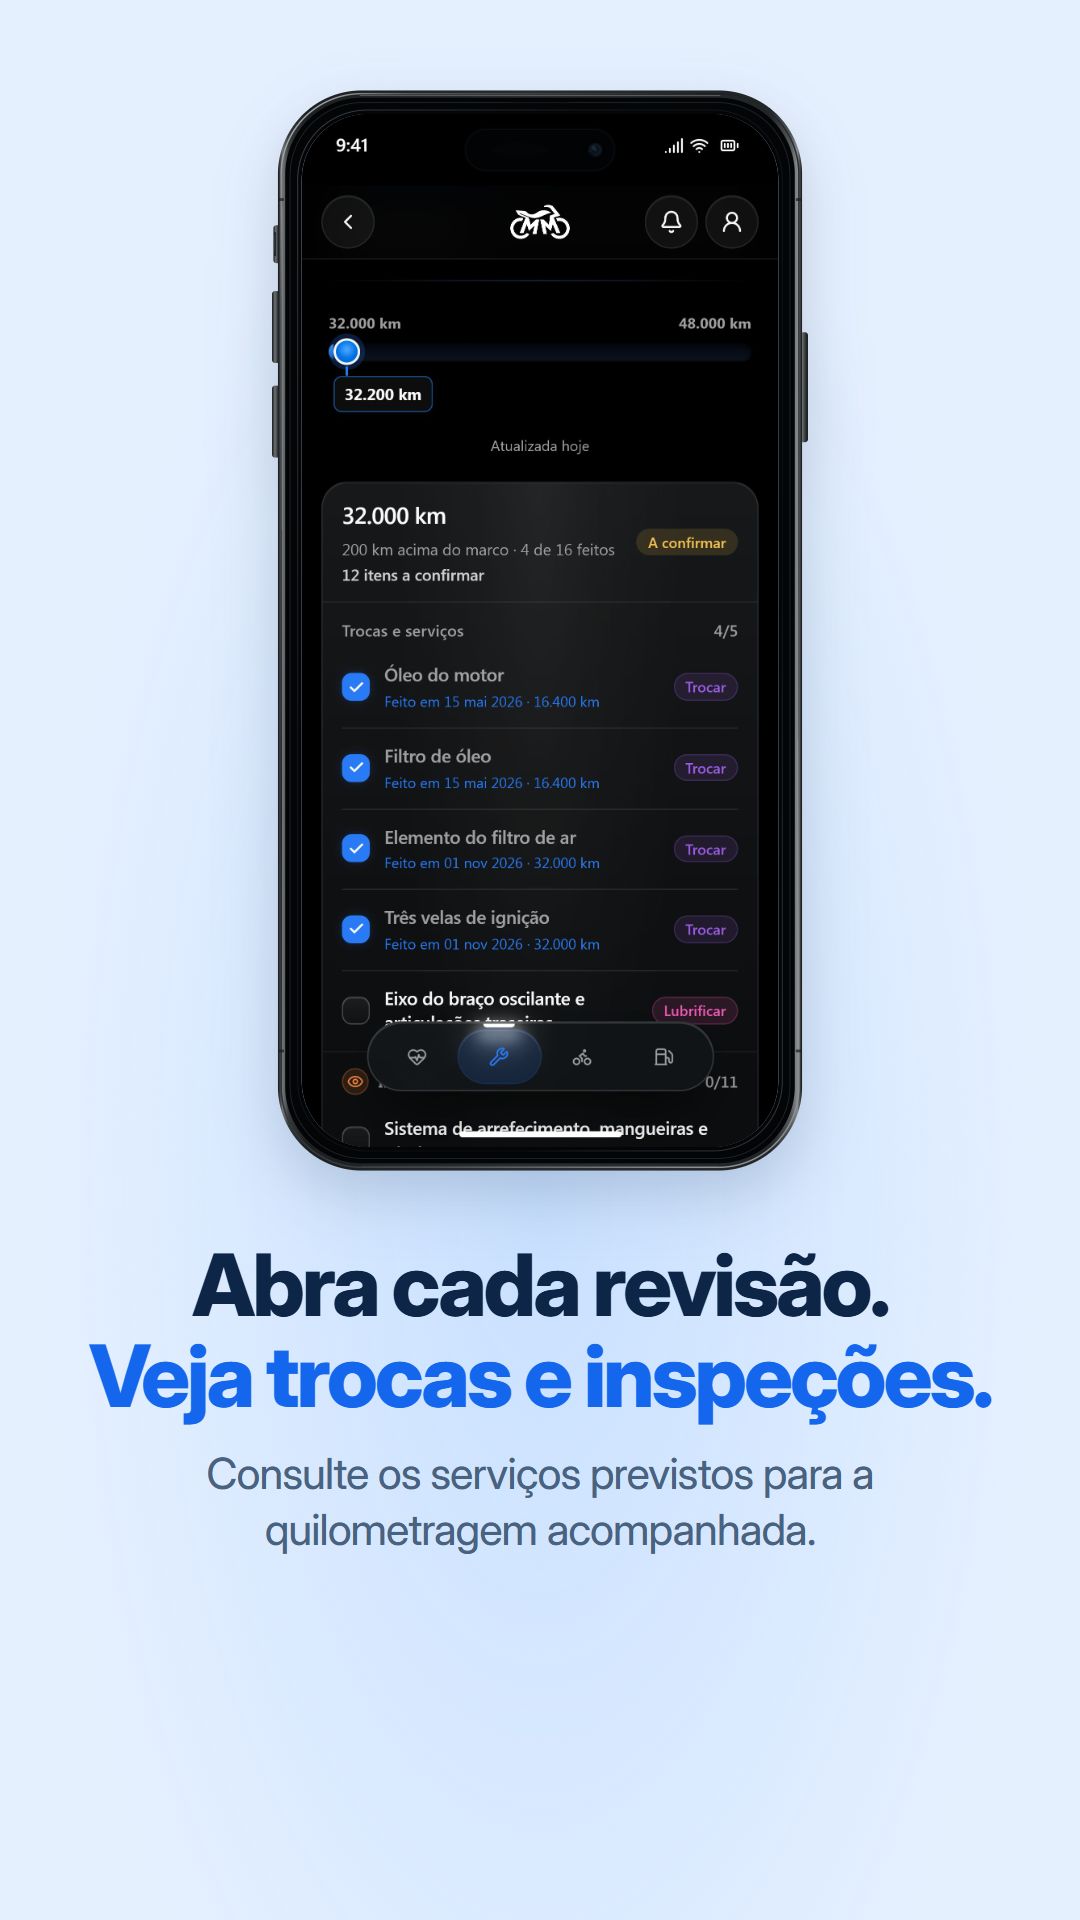 9:41
MM
32.000 km
48.000 km
32.200 km
Atualizada hoje
32.000 km
200 km acima do marco · 4 de 16 feitos
12 itens a confirmar
A confirmar
Trocas e serviços
4/5
Óleo do motor
Feito em 15 mai 2026 · 16.400 km
Trocar
Filtro de óleo
Feito em 15 mai 2026 · 16.400 km
Trocar
Elemento do filtro de ar
Feito em 01 nov 2026 · 32.000 km
Trocar
Três velas de ignição
Feito em 01 nov 2026 · 32.000 km
Trocar
Eixo do braço oscilante e
Lubrificar
0/11
Sistema de arrefecimento, mangueiras e
Abra cada revisão.
Veja trocas e inspeções.
Consulte os serviços previstos para a
quilometragem acompanhada.